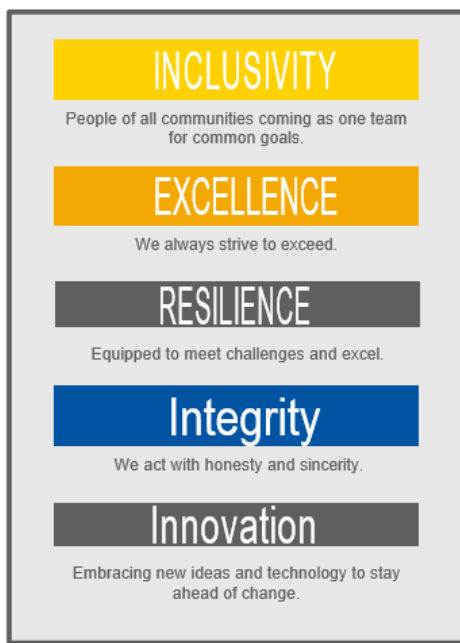 INCLUSIVITY
People of all communities coming as one team
for common goals.
EXCELLENCE
We always strive to exceed.
RESILIENCE
Equipped to meet challenges and excel.
Integrity
We act with honesty and sincerity.
Innovation
Embracing new ideas and technology to stay
ahead of change.